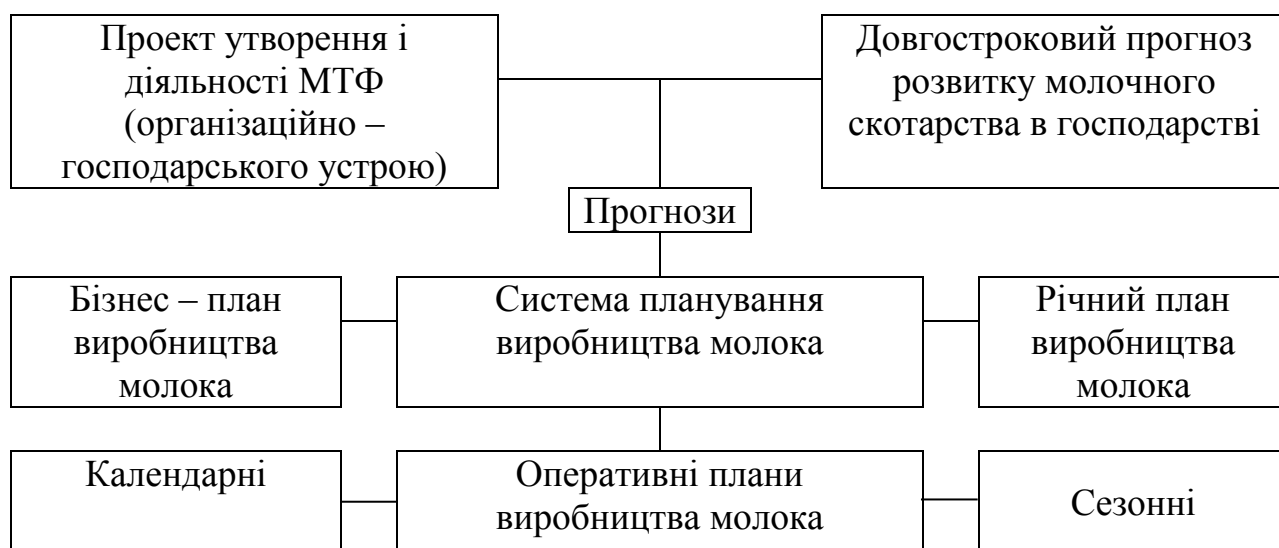 Проект утворення і
діяльності МТФ
(організаційно –
господарського устрою)
Довгостроковий прогноз
розвитку молочного
скотарства в господарстві
Прогнози
Бізнес – план
виробництва
молока
Система планування
виробництва молока
Річний план
виробництва
молока
Календарні
Оперативні плани
виробництва молока
Сезонні